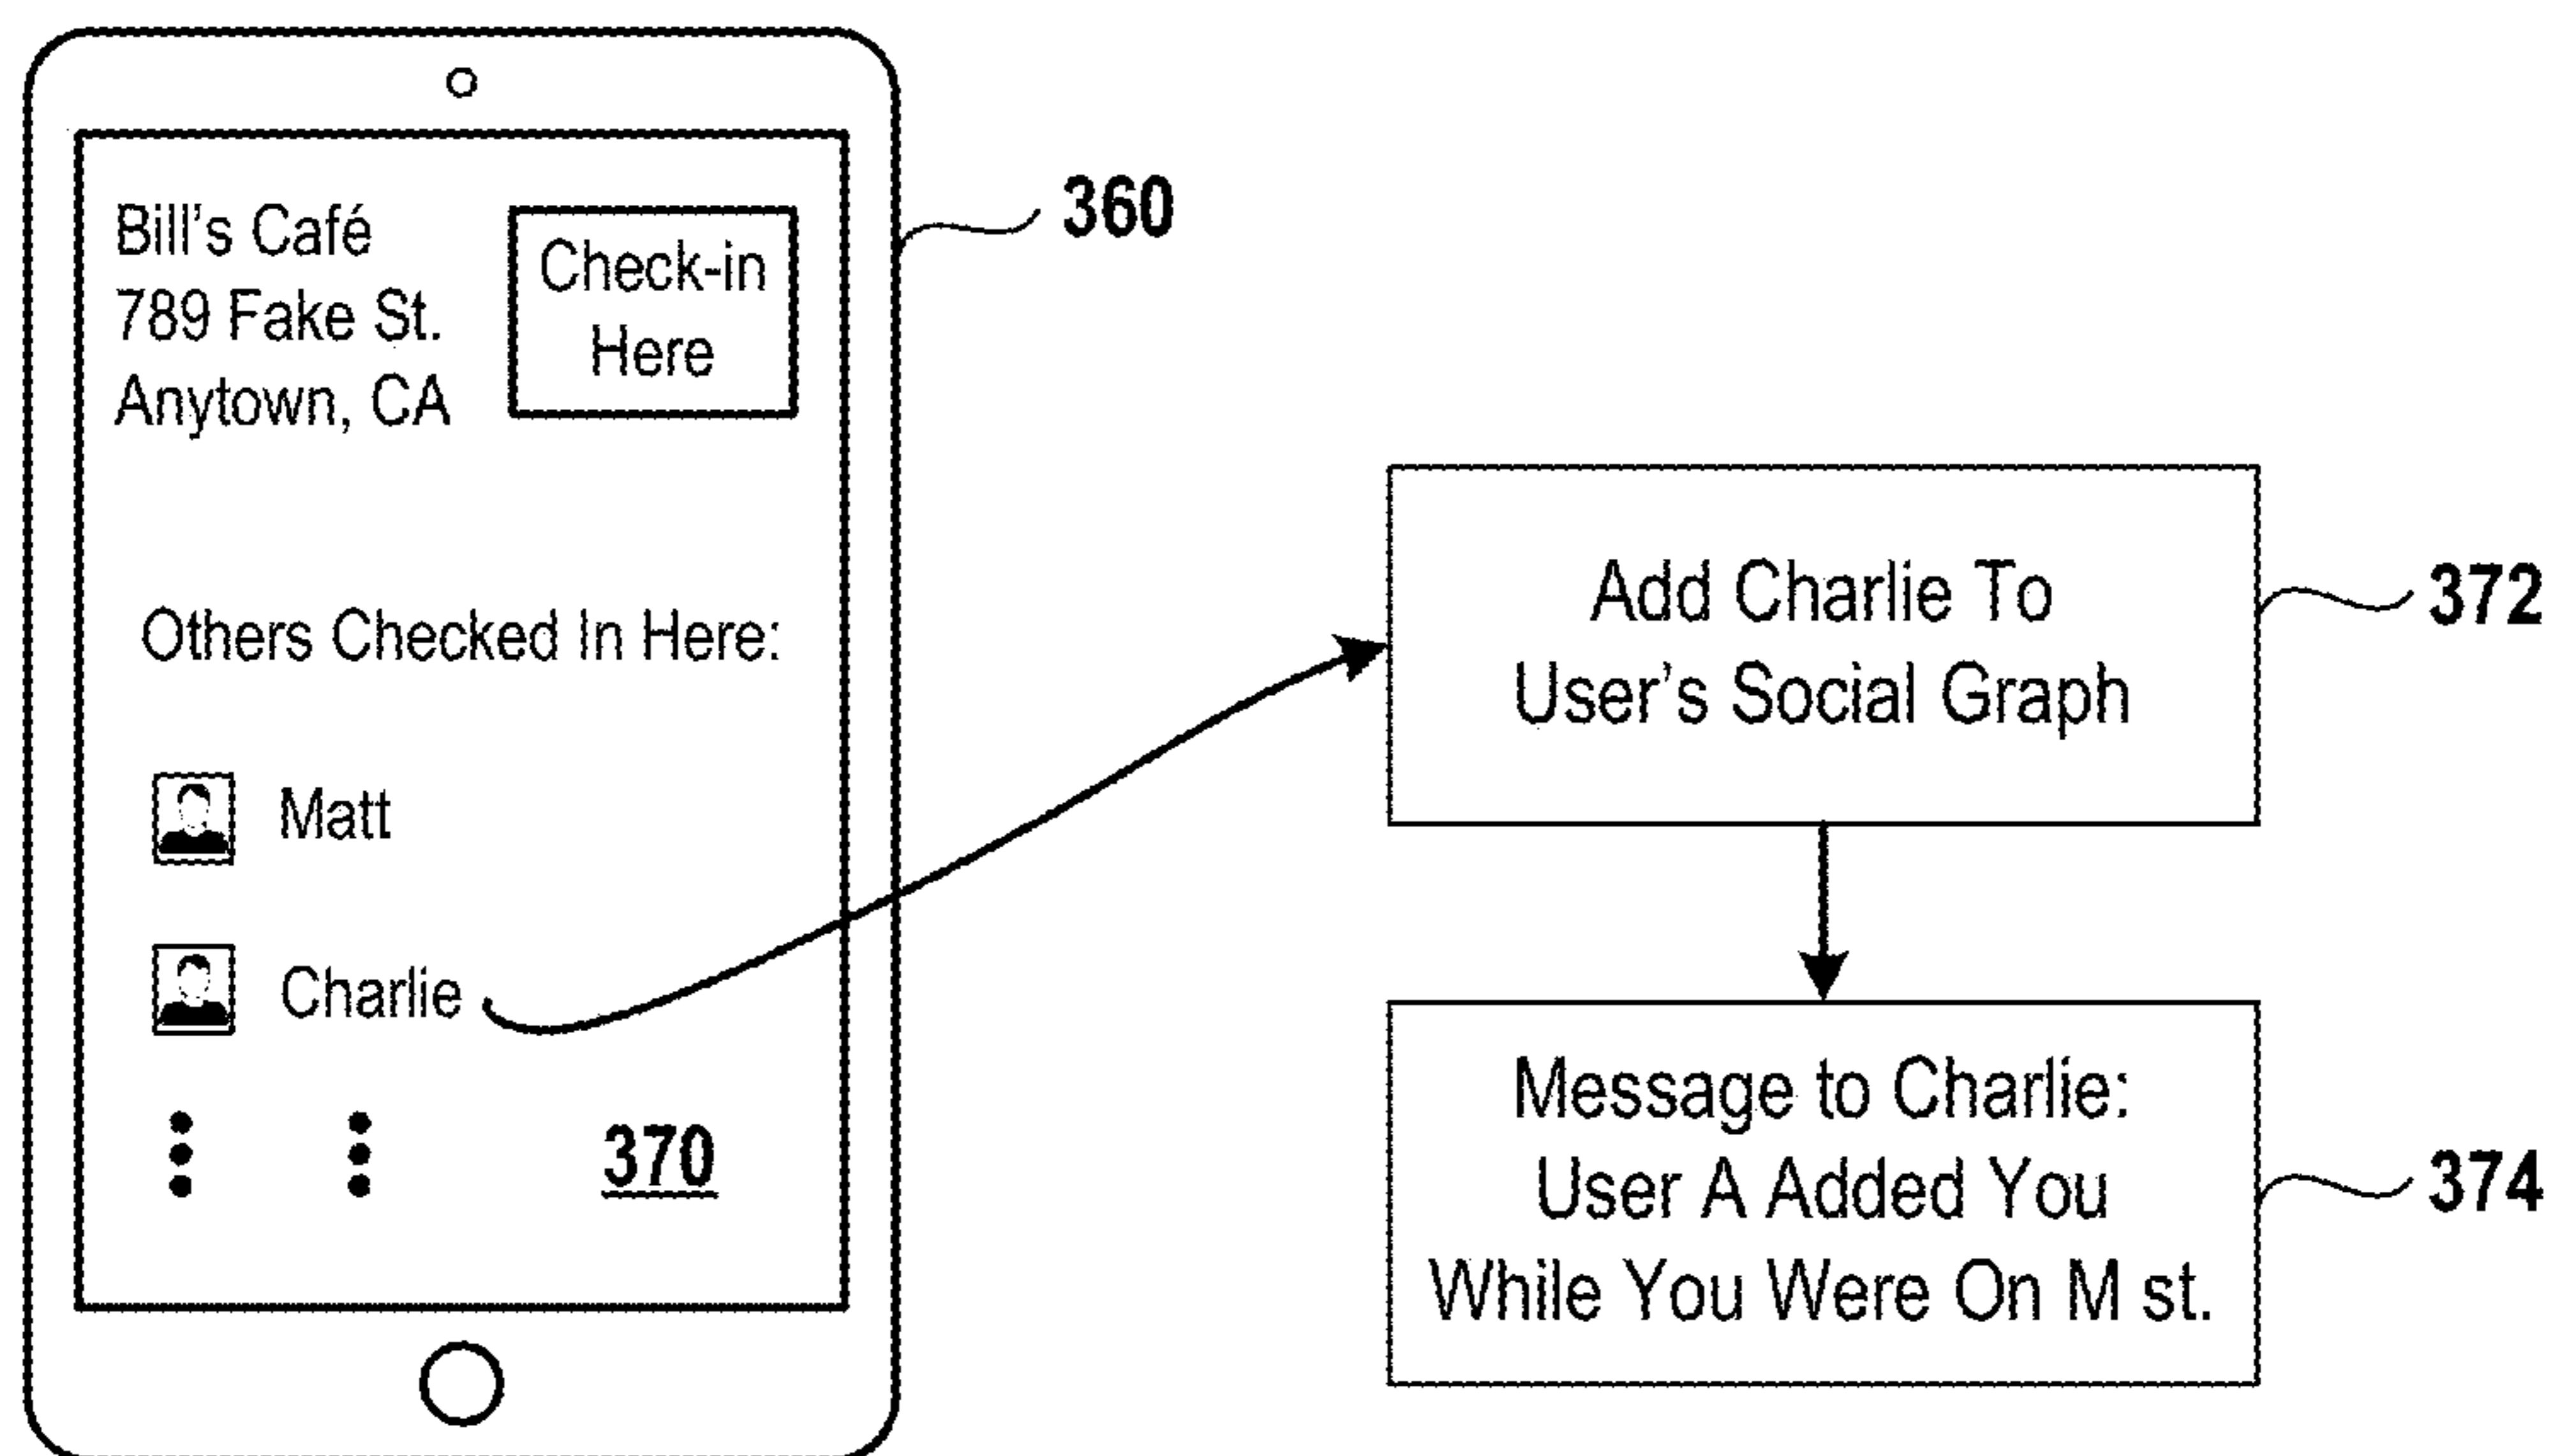 Bill's Café
789 Fake St.
Anytown, CA
Check-in
Here
360
Others Checked In Here:
Matt
Charlie
370
Add Charlie To
User's Social Graph
372
Message to Charlie:
User A Added You
While You Were On M st.
374